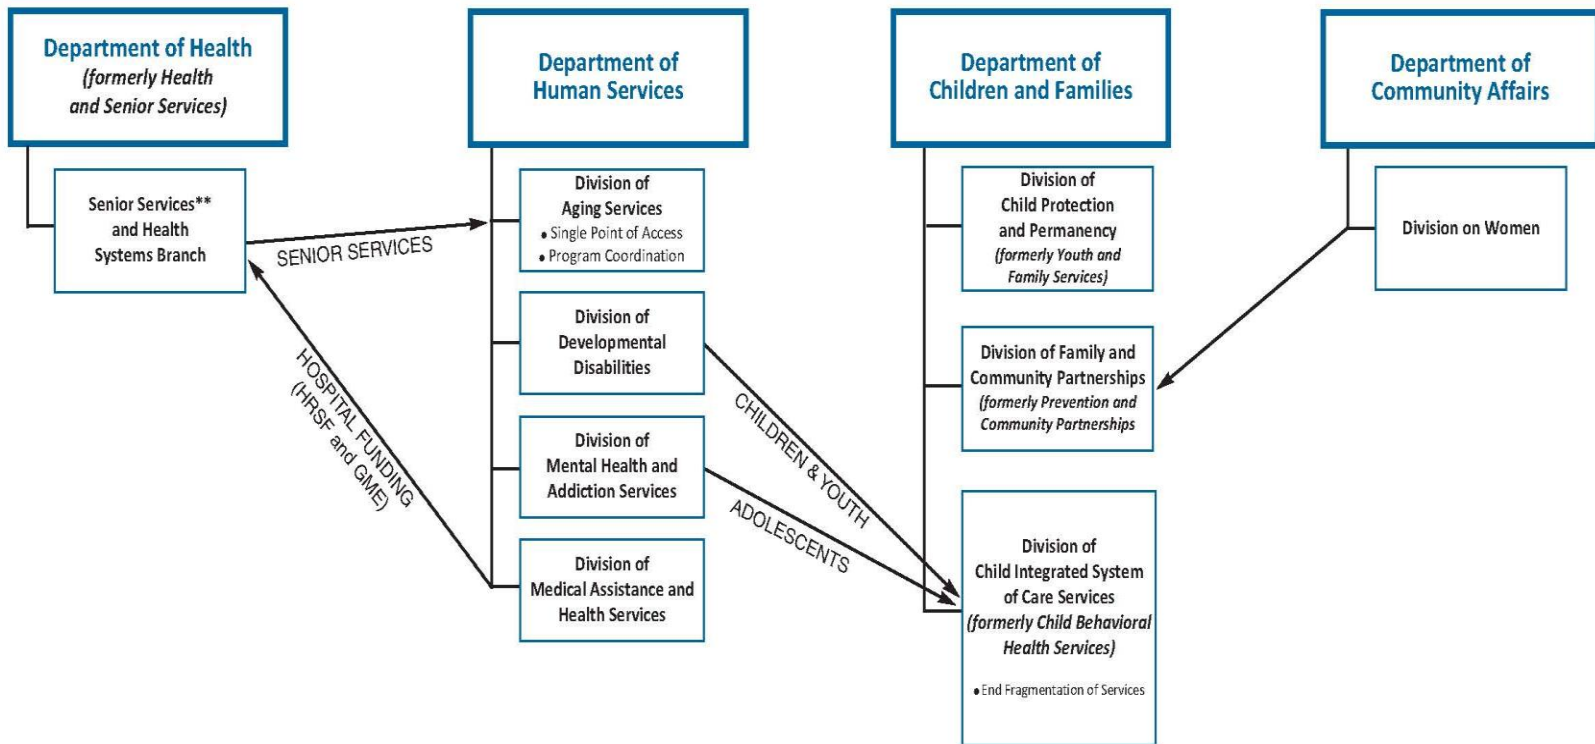 Department of Health
(formerly Health
and Senior Services)
Senior Services**
and Health
Systems Branch
SENIOR SERVICES
HOSPITAL FUNDING
(HRSF and GME)
Department of
Human Services
Division of
Aging Services
• Single Point of Access
• Program Coordination
Division of
Developmental
Disabilities
Division of
Mental Health and
Addiction Services
Division of
Medical Assistance and
Health Services
CHILDREN & YOUTH
ADOLESCENTS
Department of
Children and Families
Division of
Child Protection
and Permanency
(formerly Youth and
Family Services)
Division of Family and
Community Partnerships
(formerly Prevention and
Community Partnerships
Division of
Child Integrated System
of Care Services
(formerly Child Behavioral
Health Services)
• End Fragmentation of Services
Department of
Community Affairs
Division on Women